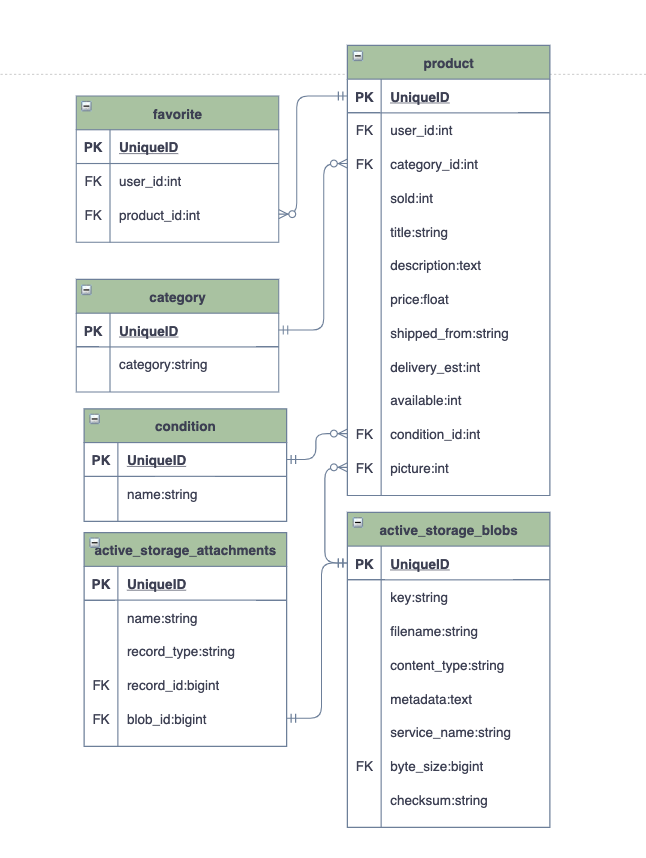 favorite
PK UniqueID
FK user_id:int
FK product_id:int
category
PK UniqueID
category:string
condition
PK UniqueID
name:string
active_storage_attachments
PK UniqueID
name:string
record_type:string
FK record_id:bigint
FK blob_id:bigint
product
PK UniqueID
FK user_id:int
FK category_id:int
sold:int
title:string
description:text
price:float
shipped_from:string
delivery_est:int
available:int
FK condition_id:int
FK picture:int
active_storage_blobs
PK UniqueID
key:string
filename:string
content_type:string
metadata:text
service_name:string
FK byte_size:bigint
checksum:string